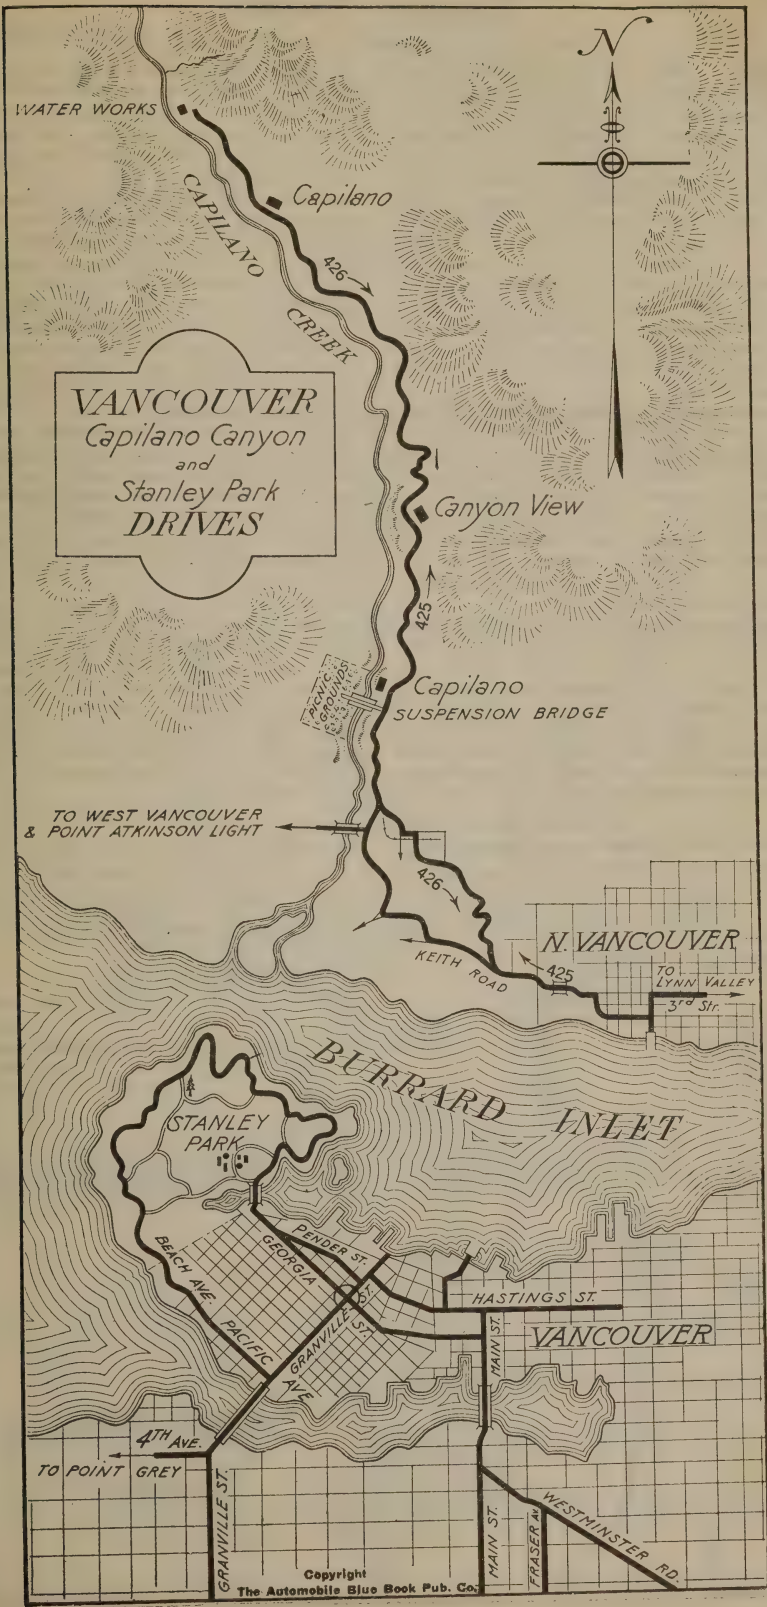 N
WATER WORKS
Capilano
CAPILANO
CREEK
426
VANCOUVER
Capilano Canyon
and
Stanley Park
DRIVES
Canyon View
425
PICNIC
GROUNDS
Capilano
SUSPENSION BRIDGE
TO WEST VANCOUVER
& POINT ATKINSON LIGHT
426
N. VANCOUVER
KEITH ROAD
425
TO
LYNN VALLEY
3rd Str.
BURRARD INLET
STANLEY
PARK
PENDER ST.
GEORGIA
ST.
BEACH AVE
PACIFIC
AVE
GRANVILLE ST.
HASTINGS ST.
MAIN ST.
VANCOUVER
4TH AVE.
TO POINT GREY
GRANVILLE ST.
MAIN ST.
FRASER AV.
WESTMINSTER RD.
Copyright
The Automobile Blue Book Pub. Co.